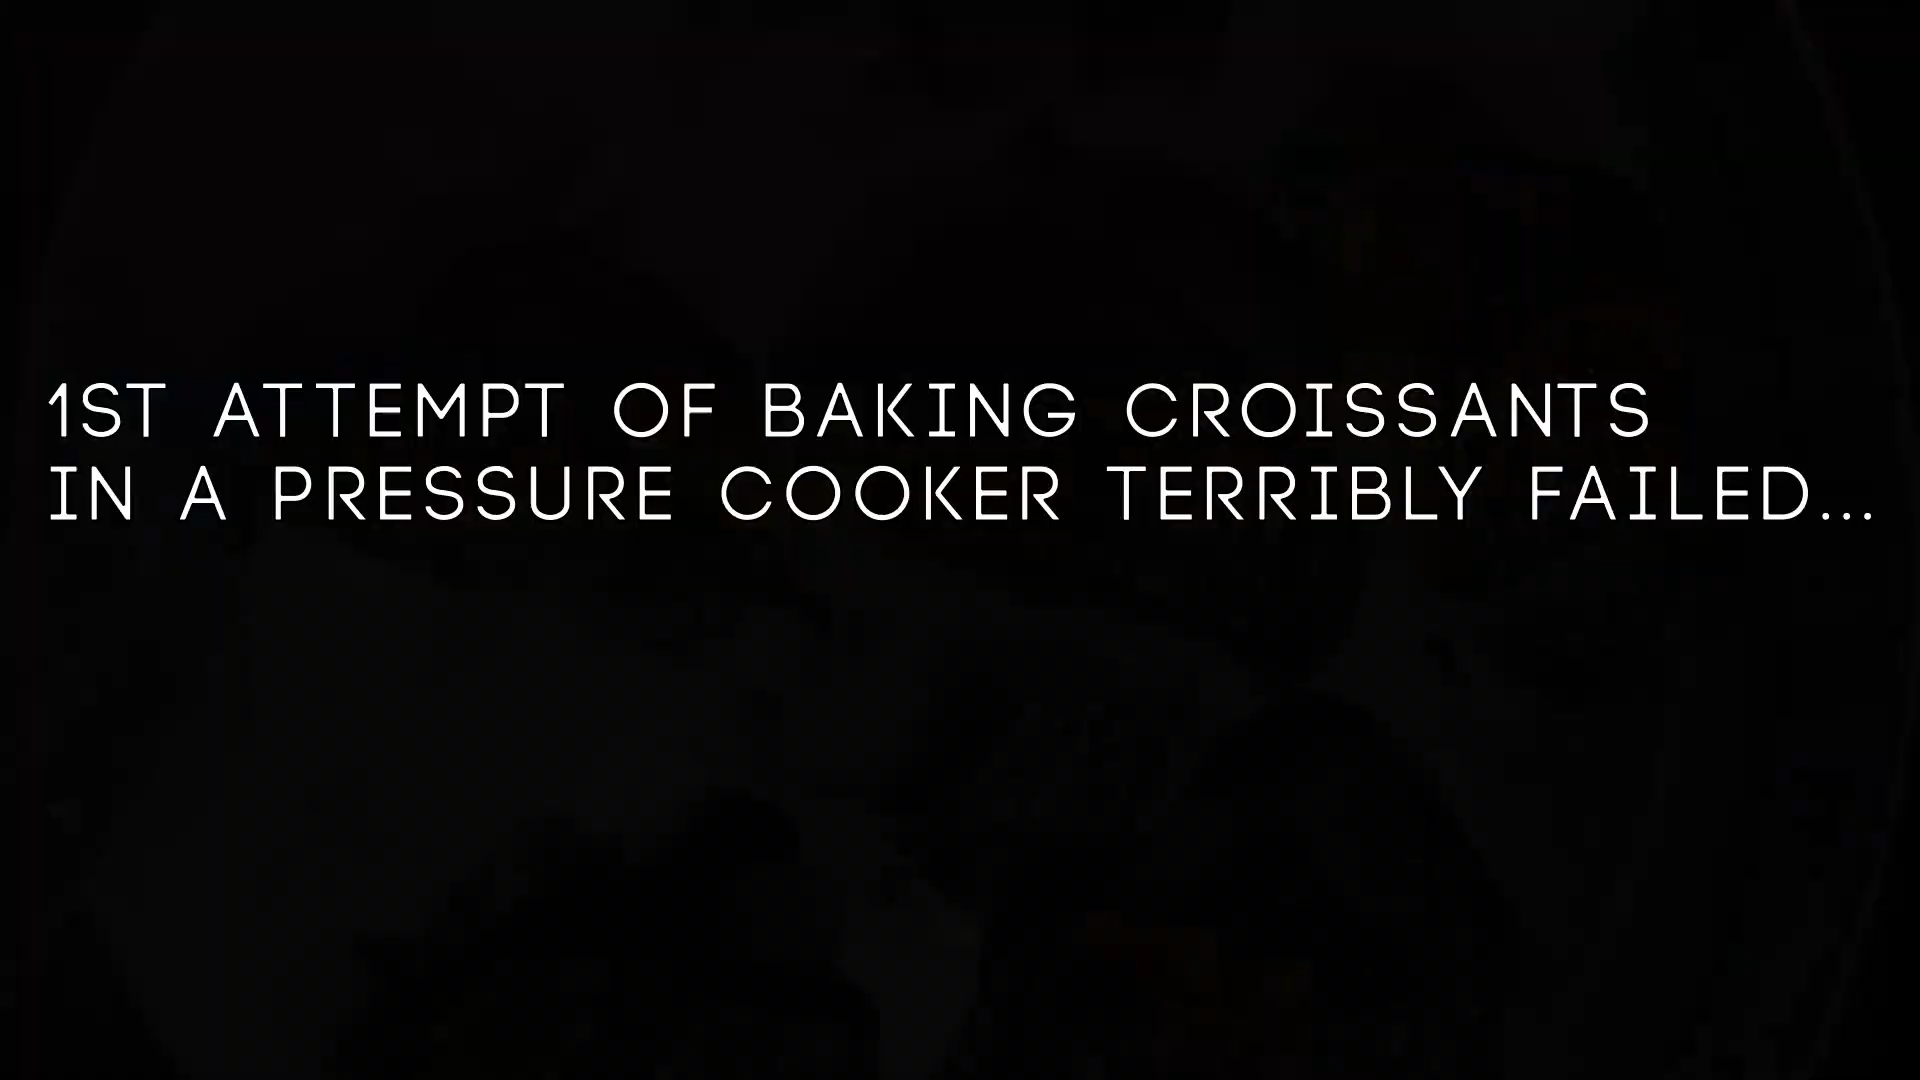 1ST ATTEMPT OF BAKING CROISSANTS
IN A PRESSURE COOKER TERRIBLY FAILED...